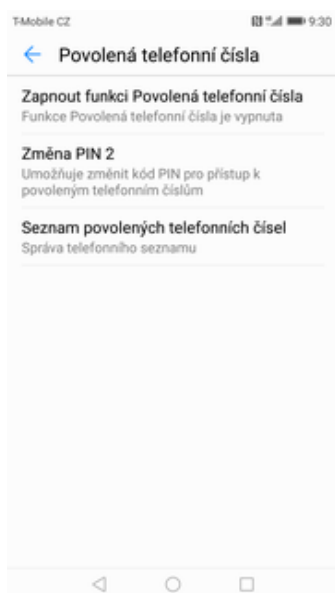 T-Mobile CZ 9:30
Povolená telefonní čísla
Zapnout funkci Povolená telefonní čísla
Funkce Povolená telefonní čísla je vypnuta
Změna PIN 2
Umožňuje změnit kód PIN pro přístup k
povoleným telefonním číslům
Seznam povolených telefonních čísel
Správa telefonního seznamu